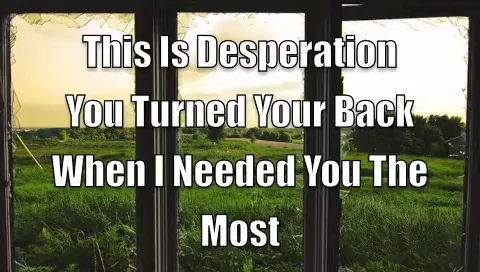 This Is Desperation
You Turned Your Back
When I Needed You The
Most